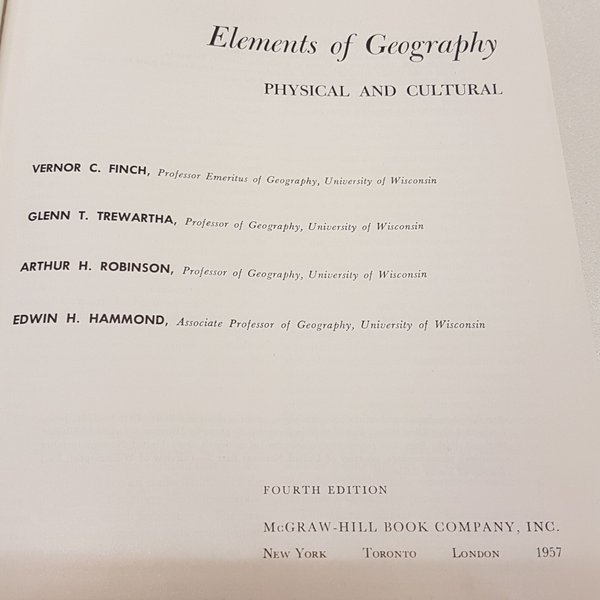 Elements of Geography
PHYSICAL AND CULTURAL
VERNOR C. FINCH, Professor Emeritus of Geography, University of Wisconsin
GLENN T. TREWARTHA, Professor of Geography, University of Wisconsin
ARTHUR H. ROBINSON, Professor of Geography, University of Wisconsin
EDWIN H. HAMMOND, Associate Professor of Geography, University of Wisconsin
FOURTH EDITION
McGRAW-HILL BOOK COMPANY, INC.
New York Toronto London 1957